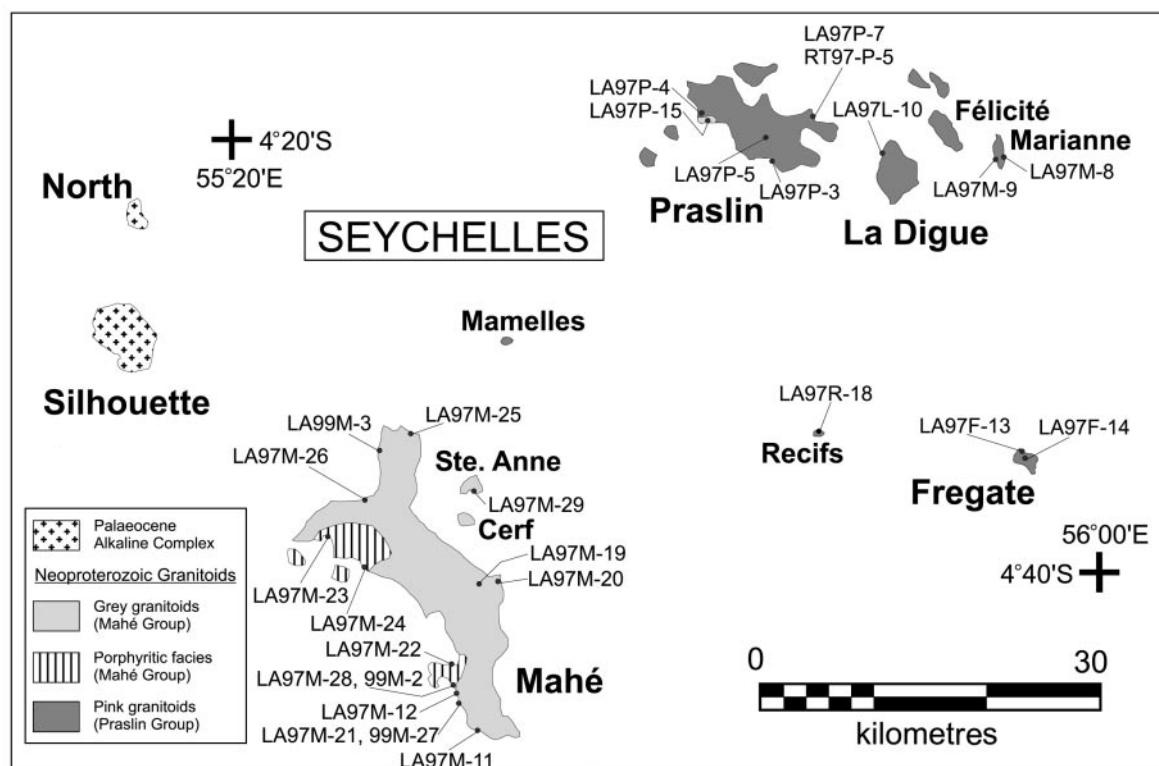 LA97P-7
RT97-P-5
LA97P-4
LA97P-15
LA97L-10
Félicité
Marianne
4°20'S
55°20'E
LA97P-5
LA97P-3
LA97M-9
LA97M-8
North
Praslin
La Digue
SEYCHELLES
Mamelles
Silhouette
LA97R-18
Recifs
LA97F-13
LA97F-14
Fregate
LA99M-3
LA97M-25
LA97M-26
Ste. Anne
LA97M-29
Cerf
LA97M-19
LA97M-20
LA97M-23
LA97M-24
LA97M-22
LA97M-28, 99M-2
LA97M-12
LA97M-21, 99M-27
LA97M-11
Mahé
56°00'E
4°40'S
Palaeocene
Alkaline Complex
Neoproterozoic Granitoids
Grey granitoids
(Mahé Group)
Porphyritic facies
(Mahé Group)
Pink granitoids
(Praslin Group)
0 30
kilometres